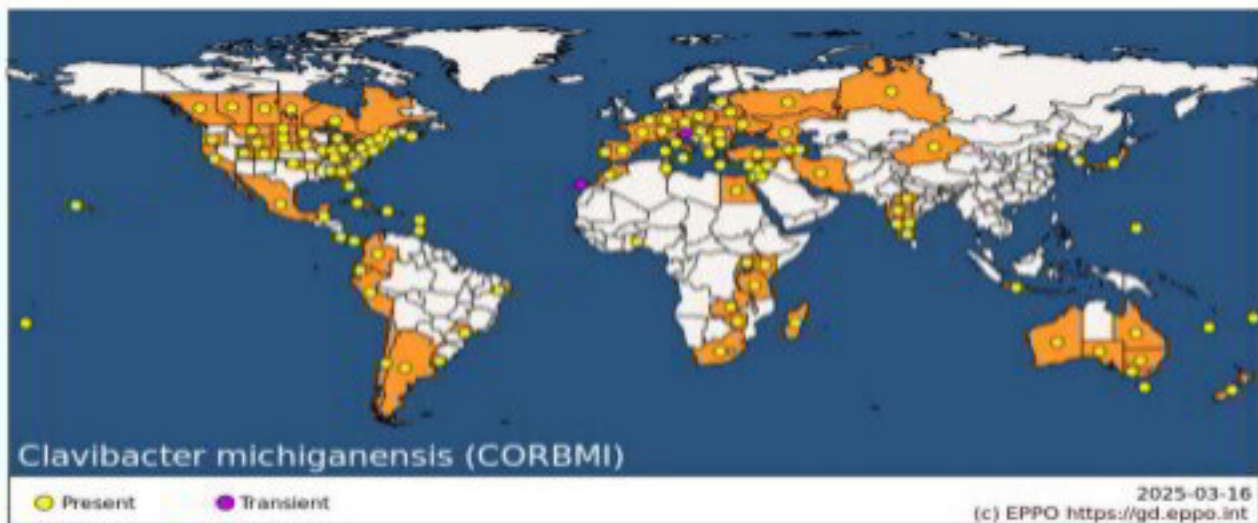 Clavibacter michiganensis (CORBMI)
Present
Transient
2025-03-16
(c) EPPO https://gd.eppo.int